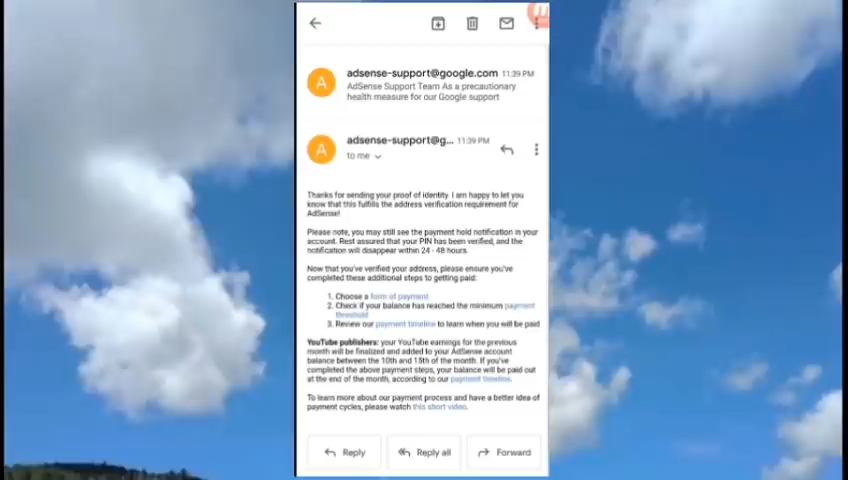 adsense-support@google.com 11:39 PM
AdSense Support Team As a precautionary
health measure for our Google support
A
adsense-support@g... 11:39 PM
A
to me
Thanks for sending your proof of identity. I am happy to let you
know that this fulfills the address verification requirement for
AdSense!
Please note, you may still see the payment hold notification in your
account. Rest assured that your PIN has been verified, and the
notification will disappear within 24 - 48 hours.
Now that you've verified your address, please ensure you've
completed these additional steps to getting paid:
1. Choose a form of payment
2. Check if your balance has reached the minimum payment
threshold
3. Review our payment timeline to learn when you will be paid
YouTube publishers: your YouTube earnings for the previous
month will be finalized and added to your AdSense account
balance between the 10th and 15th of the month. If you've
completed the above payment steps, your balance will be paid out
at the end of the month, according to our payment timeline.
To learn more about our payment process and have a better idea of
payment cycles, please watch this short video.
Reply
Reply all
Forward